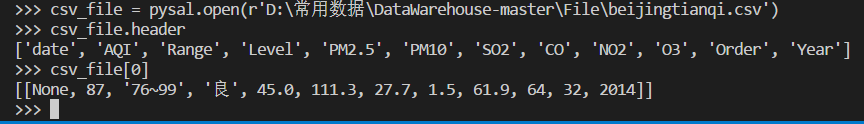 >>> csv_file = pysal.open(r'D:\常用数据\DataWarehouse-master\File\beijingtianqi.csv')
>>> csv_file.header
['date', 'AQI', 'Range', 'Level', 'PM2.5', 'PM10', 'SO2', 'CO', 'NO2', 'O3', 'Order', 'Year']
>>> csv_file[0]
[[None, 87, '76~99', '良', 45.0, 111.3, 27.7, 1.5, 61.9, 64, 32, 2014]]
>>>